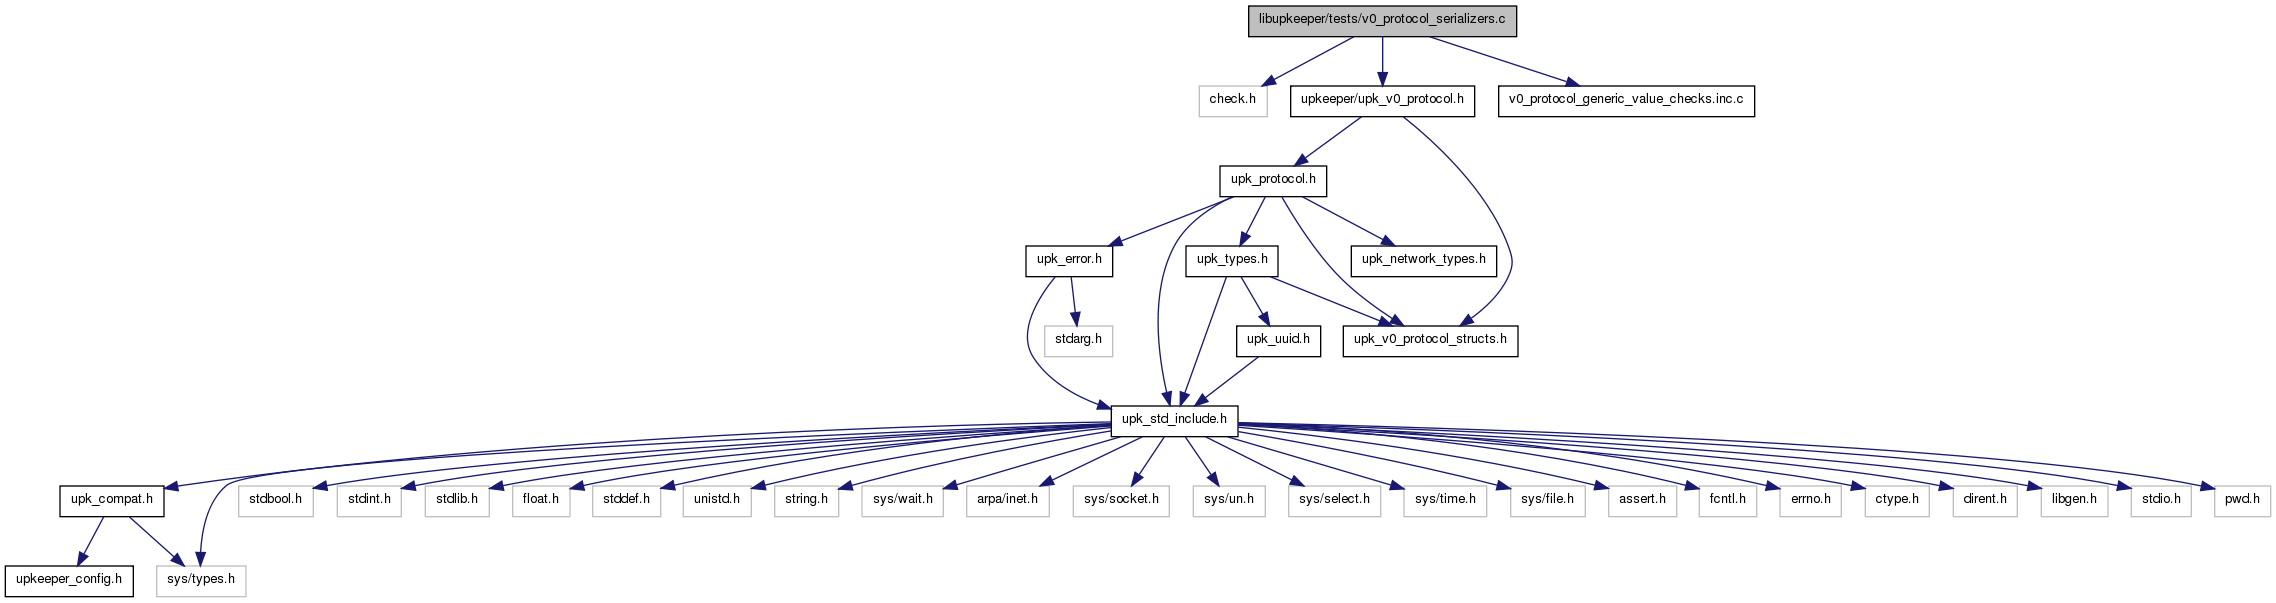 libupkeeper/tests/v0_protocol_serializers.c
check.h
upkeeper/upk_v0_protocol.h
v0_protocol_generic_value_checks.inc.c
upk_protocol.h
upk_error.h
upk_types.h
upk_network_types.h
stdarg.h
upk_uuid.h
upk_v0_protocol_structs.h
upk_std_include.h
upk_compat.h
stdbool.h
stdint.h
stdlib.h
float.h
stddef.h
unistd.h
string.h
sys/wait.h
arpa/inet.h
sys/socket.h
sys/un.h
sys/select.h
sys/time.h
sys/file.h
assert.h
fcntl.h
errno.h
ctype.h
dirent.h
libgen.h
stdio.h
pwd.h
upkeeper_config.h
sys/types.h